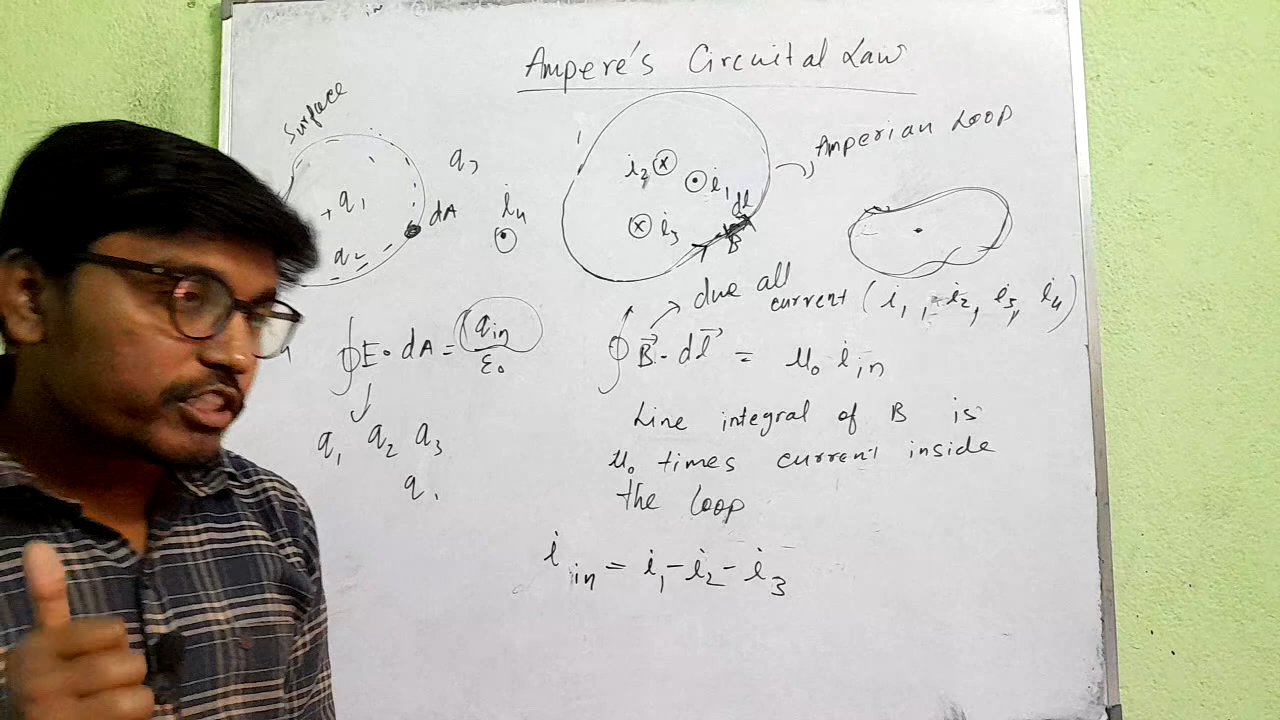 Ampere's Circuital Law
Surface
q3
+ q1
dA
q2
i4
i2
i1
i3
dl
B
Amperian Loop
due all
current (i1, i2, i3, i4)
∮E•dA = qin/ε0
∮B⃗•dl⃗ = μ0 iin
q1 q2 q3
Line integral of B is
μ0 times current inside
the loop
iin = i1-i2-i3